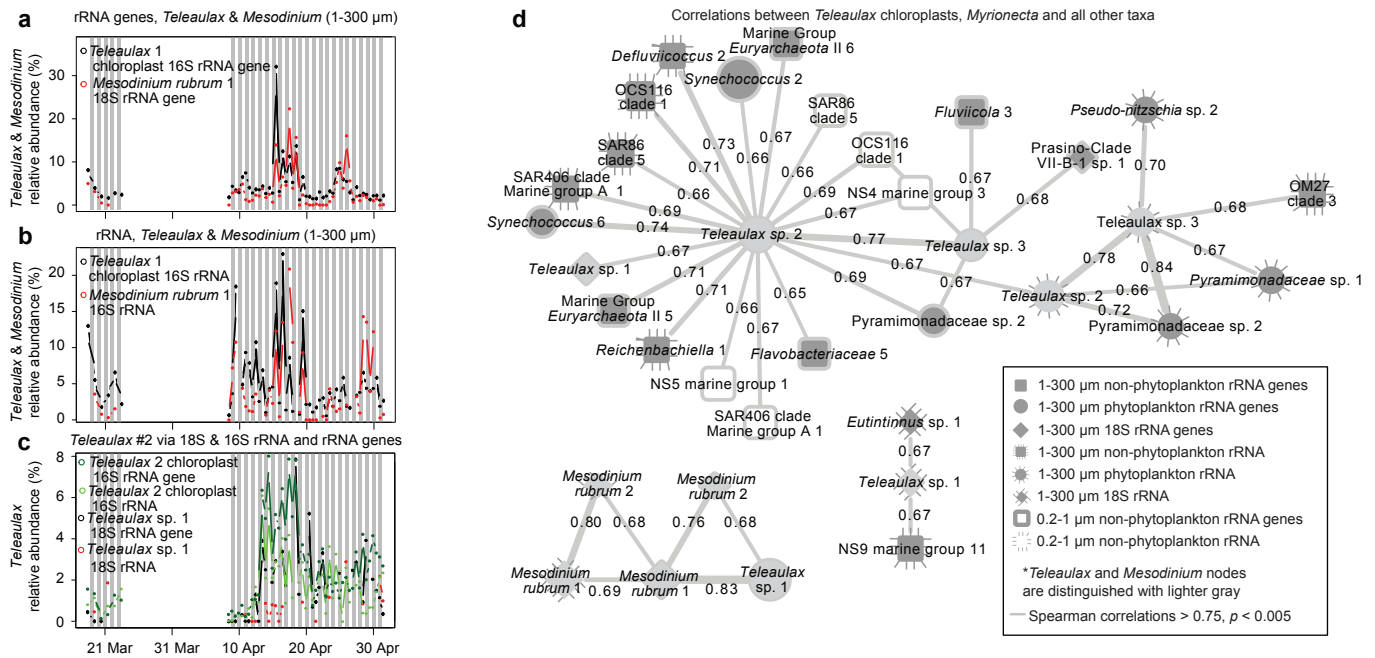 a
rRNA genes, Teleaulax & Mesodinium (1-300 µm)
Teleaulax & Mesodinium
relative abundance (%)
30
20
10
0
Teleaulax 1
chloroplast 16S rRNA gene
Mesodinium rubrum 1
18S rRNA gene
b
rRNA, Teleaulax & Mesodinium (1-300 µm)
Teleaulax & Mesodinium
relative abundance (%)
20
15
10
5
0
Teleaulax 1
chloroplast 16S rRNA
Mesodinium rubrum 1
16S rRNA
c
Teleaulax #2 via 18S & 16S rRNA and rRNA genes
Teleaulax
relative abundance (%)
8
6
4
2
0
Teleaulax 2 chloroplast
16S rRNA gene
Teleaulax 2 chloroplast
16S rRNA
Teleaulax sp. 1
18S rRNA gene
Teleaulax sp. 1
18S rRNA
21 Mar
31 Mar
10 Apr
20 Apr
30 Apr
d
Correlations between Teleaulax chloroplasts, Myrionecta and all other taxa
Marine Group
Euryarchaeota II 6
Defluviicoccus 2
Synechococcus 2
OCS116
clade 1
SAR86
clade 5
Fluviicola 3
Pseudo-nitzschia sp. 2
SAR86
clade 5
OCS116
clade 1
Prasino-Clade
VII-B-1 sp. 1
SAR406 clade
Marine group A 1
NS4 marine group 3
OM27
clade 3
Synechococcus 6
Teleaulax sp. 2
Teleaulax sp. 3
Teleaulax sp. 3
Teleaulax sp. 1
Teleaulax sp. 2
Pyramimonadaceae sp. 1
Marine Group
Euryarchaeota II 5
Pyramimonadaceae sp. 2
Pyramimonadaceae sp. 2
Reichenbachiella 1
Flavobacteriaceae 5
NS5 marine group 1
SAR406 clade
Marine group A 1
0.73
0.66
0.67
0.71
0.66
0.66
0.69
0.69
0.67
0.74
0.67
0.71
0.71
0.66
0.67
0.65
0.77
0.69
0.67
0.67
0.67
0.68
0.70
0.68
0.78
0.84
0.67
0.66
0.72
Eutintinnus sp. 1
0.67
Teleaulax sp. 1
0.67
NS9 marine group 11
Mesodinium
rubrum 2
Mesodinium
rubrum 2
0.80
0.68
0.76
0.68
Mesodinium
rubrum 1
0.69
Mesodinium
rubrum 1
0.83
Teleaulax
sp. 1
1-300 µm non-phytoplankton rRNA genes
1-300 µm phytoplankton rRNA genes
1-300 µm 18S rRNA genes
1-300 µm non-phytoplankton rRNA
1-300 µm phytoplankton rRNA
1-300 µm 18S rRNA
0.2-1 µm non-phytoplankton rRNA genes
0.2-1 µm non-phytoplankton rRNA
*Teleaulax and Mesodinium nodes
are distinguished with lighter gray
Spearman correlations > 0.75, p < 0.005